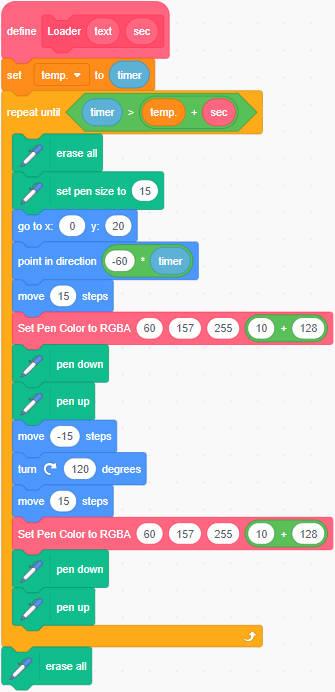 define Loader text sec
set temp. to timer
repeat until timer > temp. + sec
erase all
set pen size to 15
go to x: 0 y: 20
point in direction -60 * timer
move 15 steps
Set Pen Color to RGBA 60 157 255 10 + 128
pen down
pen up
move -15 steps
turn 120 degrees
move 15 steps
Set Pen Color to RGBA 60 157 255 10 + 128
pen down
pen up
erase all